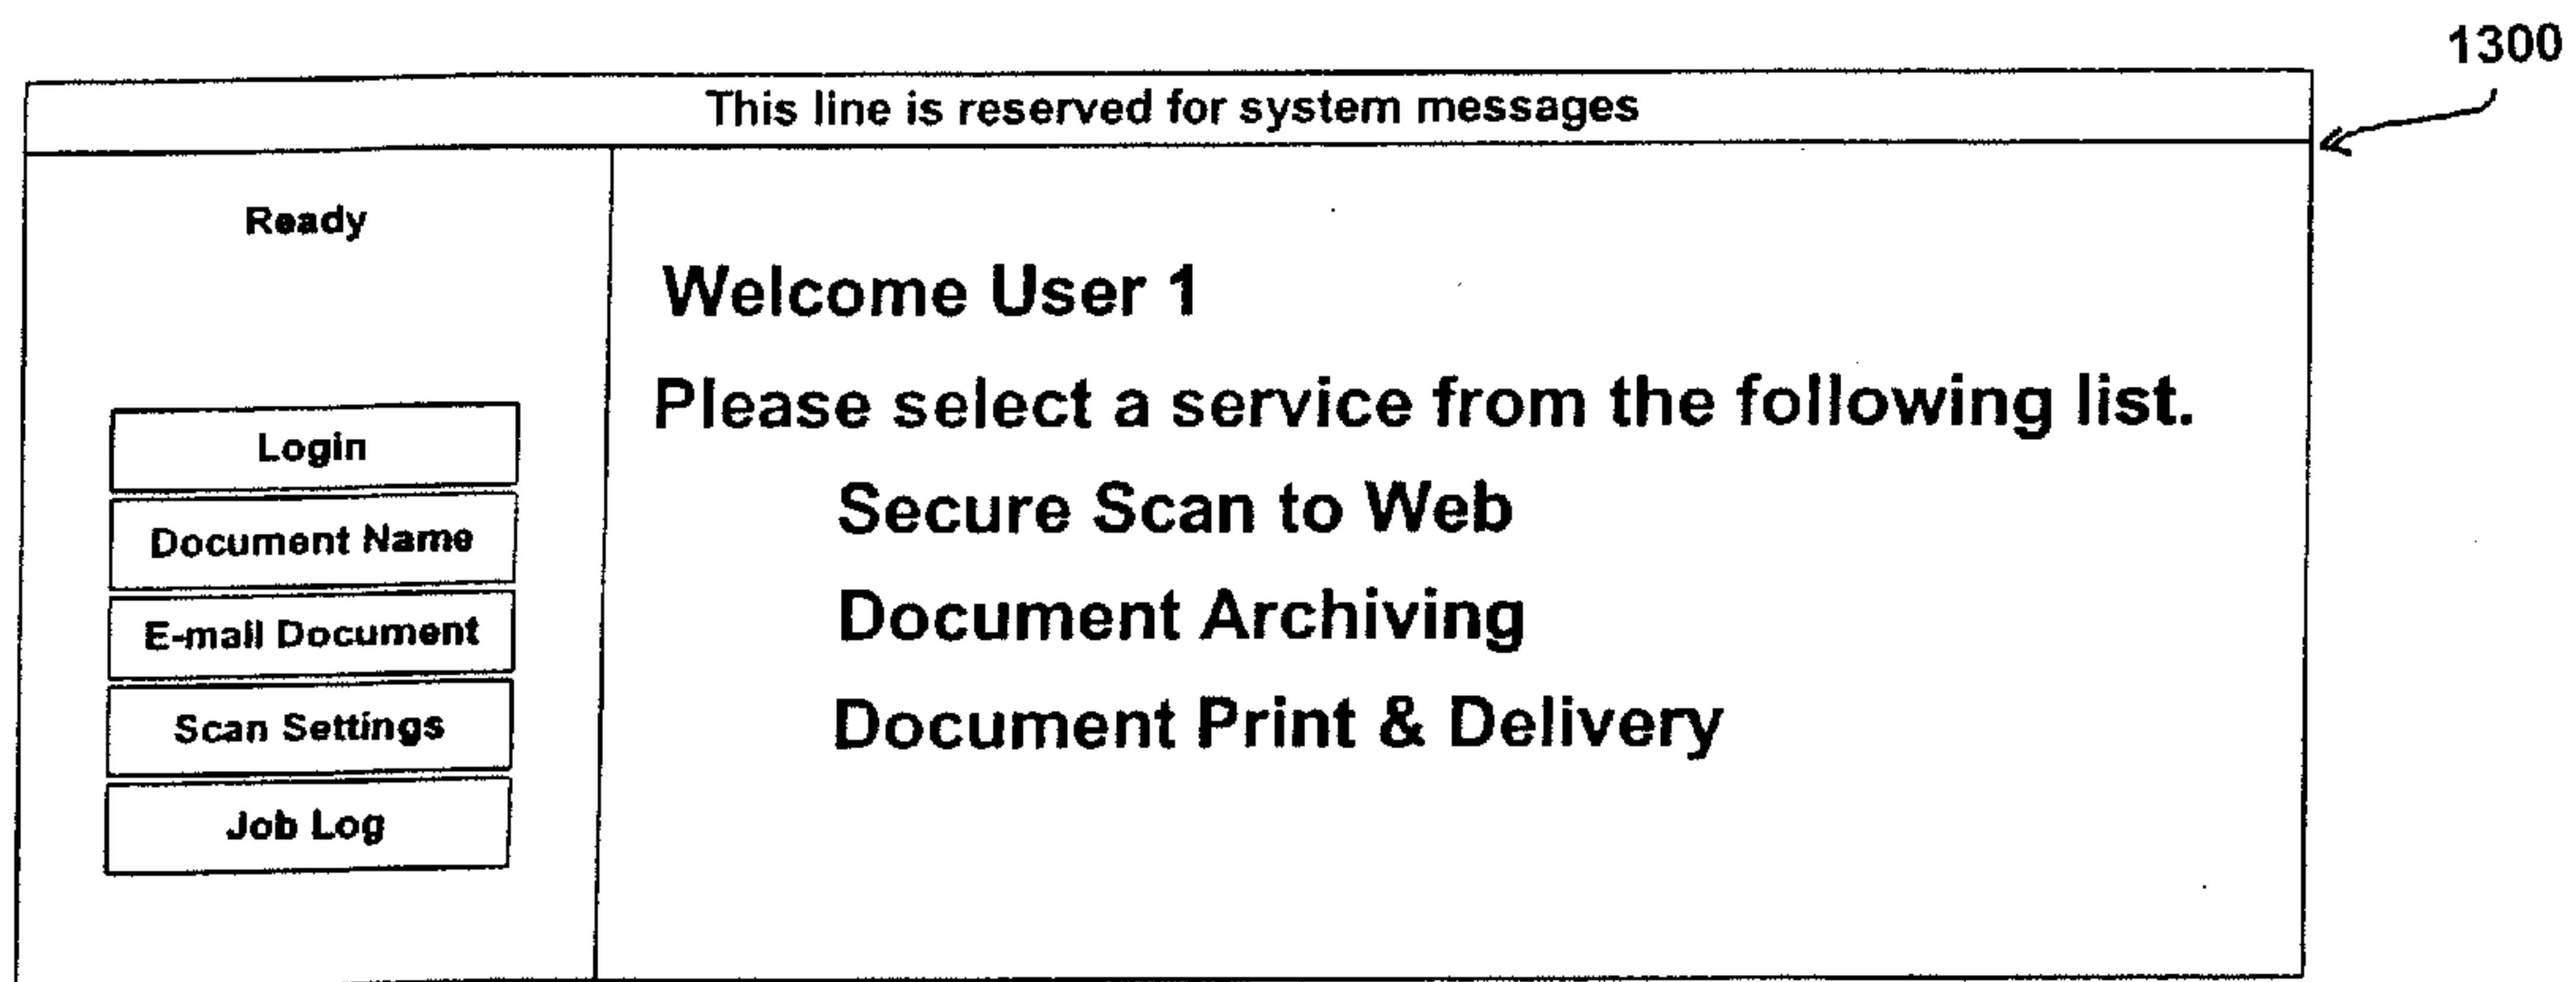 1300
This line is reserved for system messages
Ready
Login
Document Name
E-mail Document
Scan Settings
Job Log
Welcome User 1
Please select a service from the following list.
Secure Scan to Web
Document Archiving
Document Print & Delivery